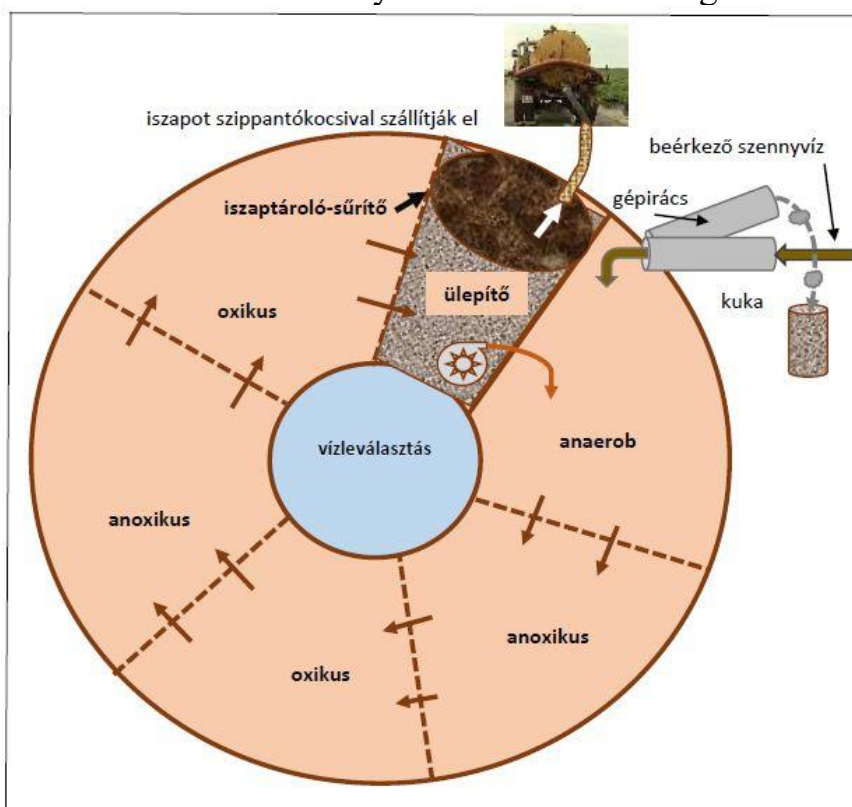 iszapot szippantókocsival szállítják el
beérkező szennyvíz
gépirács
iszaptároló-sűrítő
ülepítő
kuka
oxikus
vízleválasztás
anaerob
anoxikus
anoxikus
oxikus